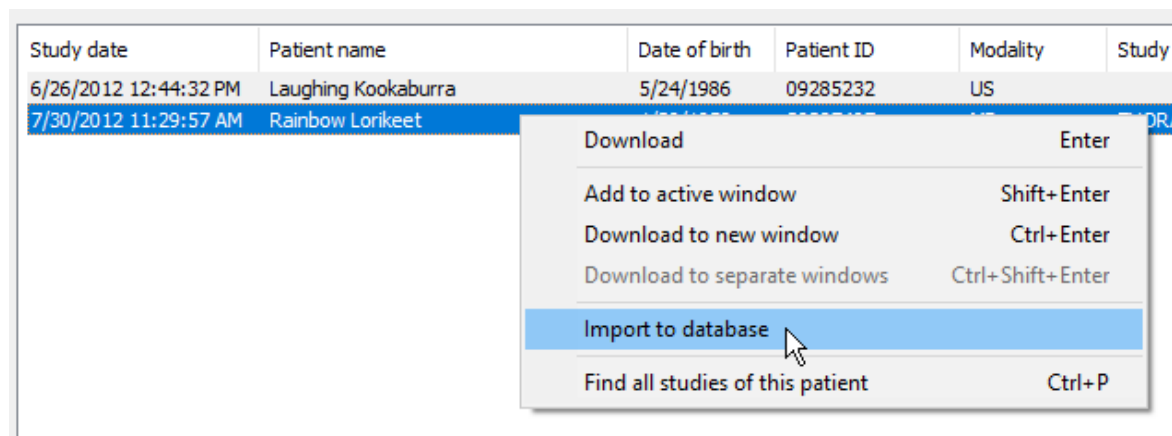 Study date Patient name Date of birth Patient ID Modality Study
6/26/2012 12:44:32 PM Laughing Kookaburra 5/24/1986 09285232 US
7/30/2012 11:29:57 AM Rainbow Lorikeet
Download Enter
Add to active window Shift+Enter
Download to new window Ctrl+Enter
Download to separate windows Ctrl+Shift+Enter
Import to database
Find all studies of this patient Ctrl+P